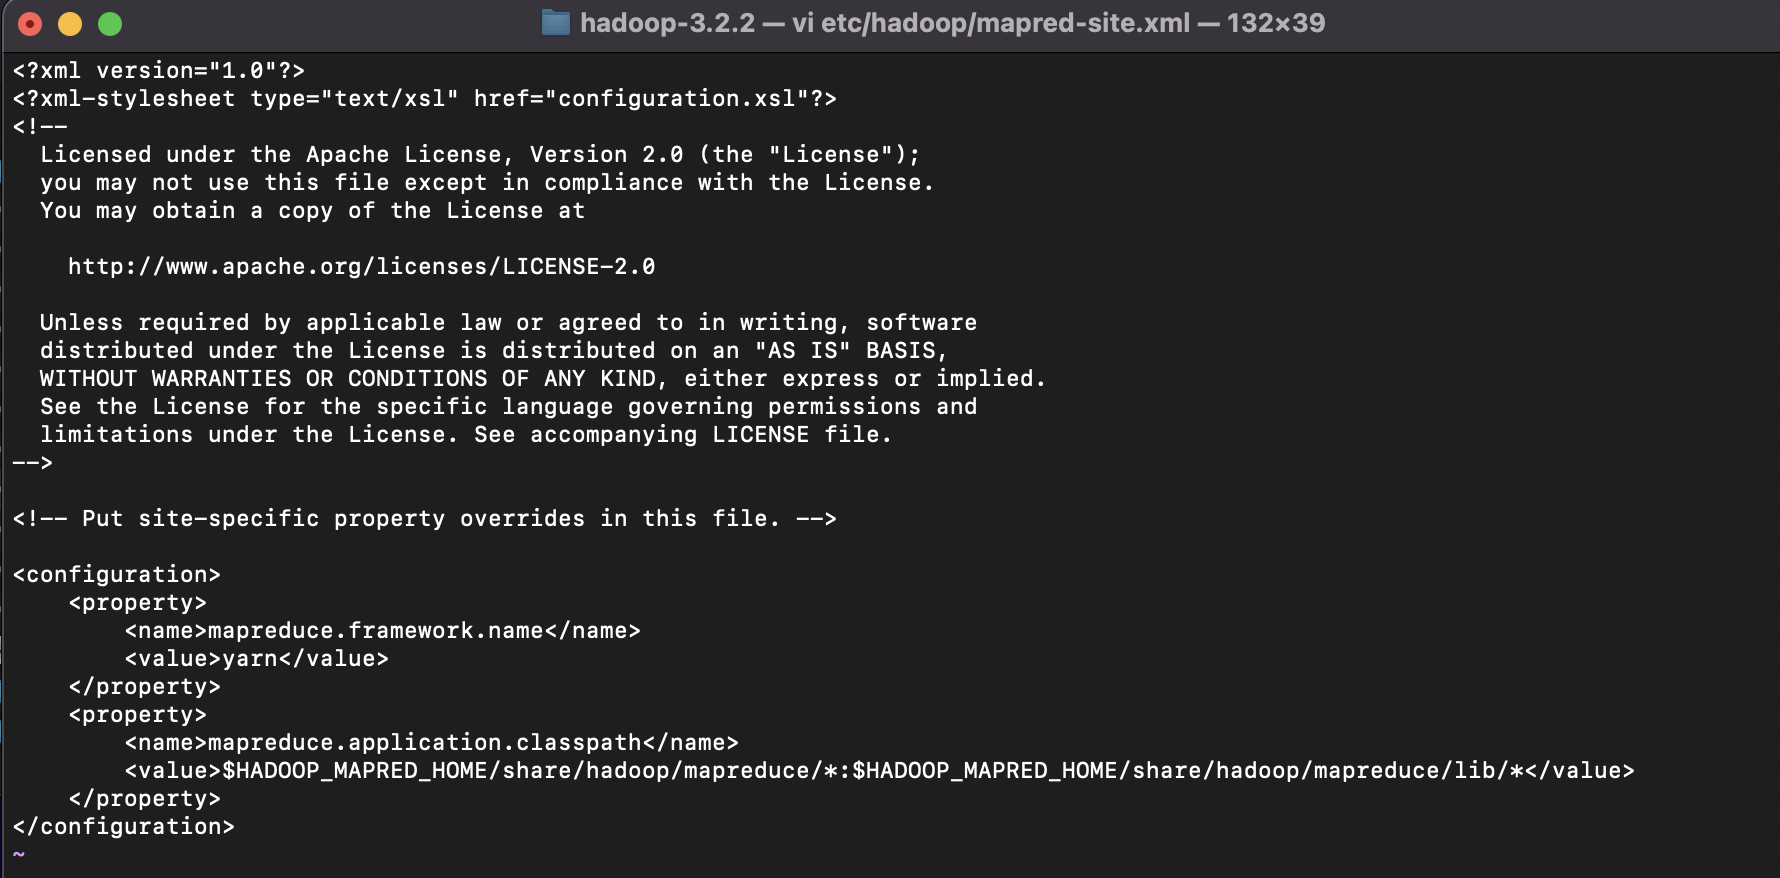 hadoop-3.2.2 — vi etc/hadoop/mapred-site.xml — 132×39
<?xml version="1.0"?>
<?xml-stylesheet type="text/xsl" href="configuration.xsl"?>
<!--
  Licensed under the Apache License, Version 2.0 (the "License");
  you may not use this file except in compliance with the License.
  You may obtain a copy of the License at

    http://www.apache.org/licenses/LICENSE-2.0

  Unless required by applicable law or agreed to in writing, software
  distributed under the License is distributed on an "AS IS" BASIS,
  WITHOUT WARRANTIES OR CONDITIONS OF ANY KIND, either express or implied.
  See the License for the specific language governing permissions and
  limitations under the License. See accompanying LICENSE file.
-->

<!-- Put site-specific property overrides in this file. -->

<configuration>
    <property>
        <name>mapreduce.framework.name</name>
        <value>yarn</value>
    </property>
    <property>
        <name>mapreduce.application.classpath</name>
        <value>$HADOOP_MAPRED_HOME/share/hadoop/mapreduce/*:$HADOOP_MAPRED_HOME/share/hadoop/mapreduce/lib/*</value>
    </property>
</configuration>
~